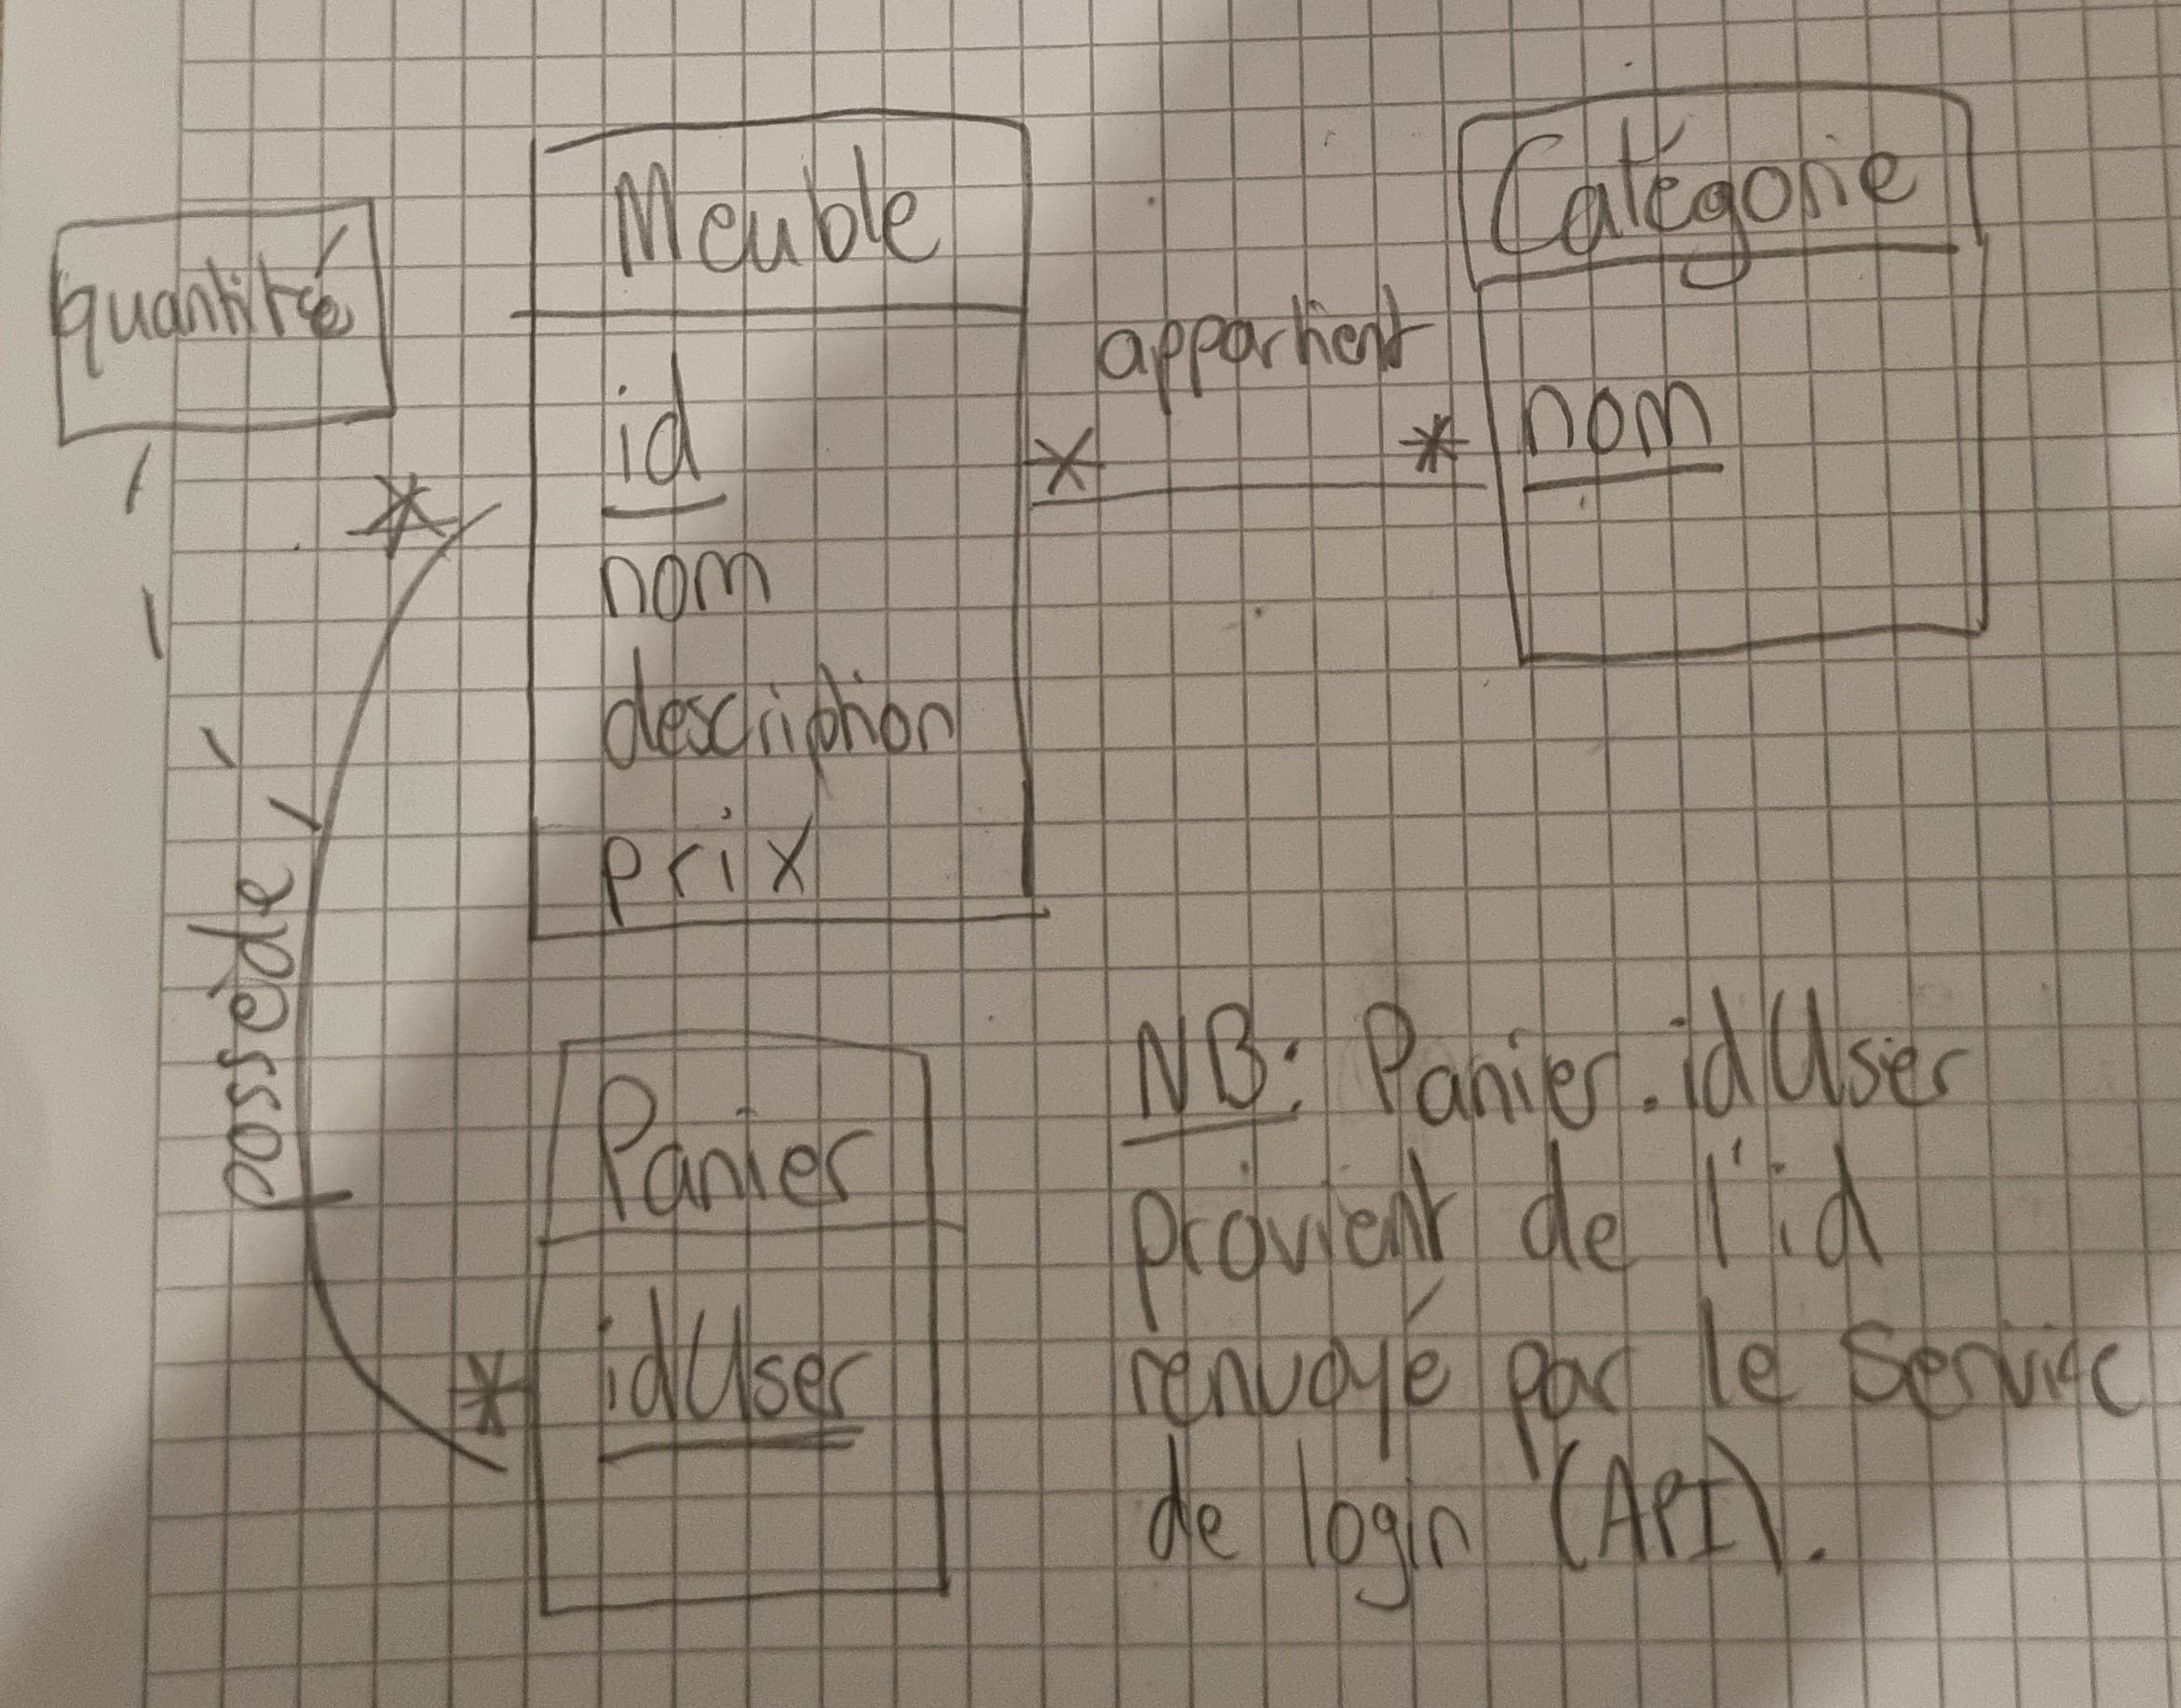 quantité
Meuble
id
nom
description
prix
*
appartient
* *
Catégorie
nom
possède
*
Panier
idUser
NB: Panier.idUser
provient de l'id
renvoyé par le service
de login (API).